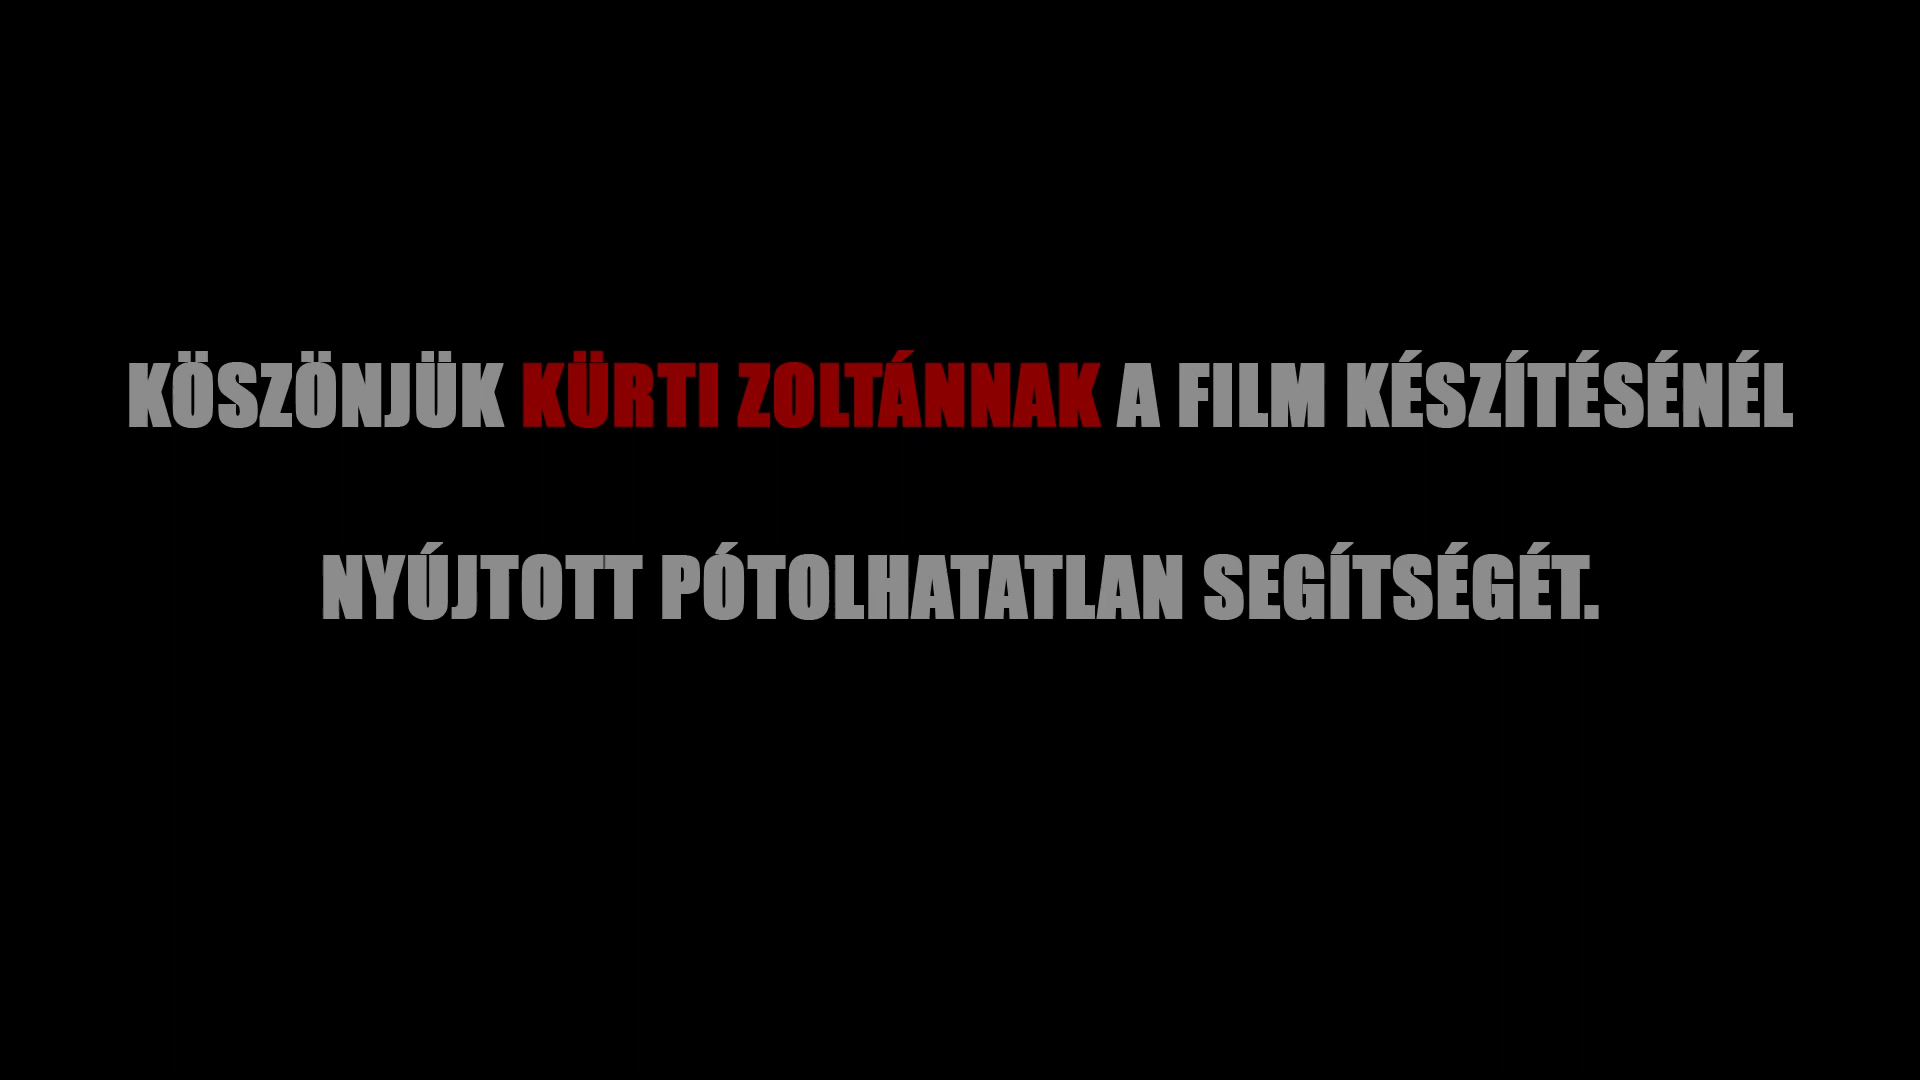 KÖSZÖNJÜK KÜRTI ZOLTÁNNAK A FILM KÉSZÍTÉSÉNÉL
NYÚJTOTT PÓTOLHATATLAN SEGÍTSÉGÉT.